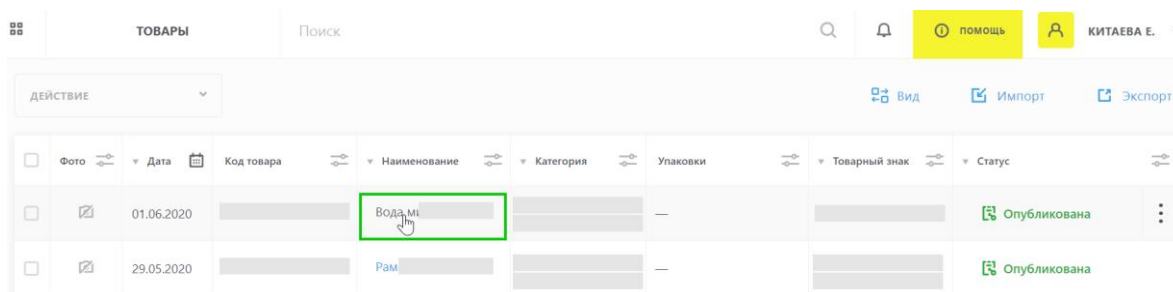 ТОВАРЫ Поиск ПОМОЩЬ КИТАЕВА Е.
ДЕЙСТВИЕ Вид Импорт Экспорт
Фото Дата Код товара Наименование Категория Упаковки Товарный знак Статус
01.06.2020 Вода — Опубликована
29.05.2020 Рам — Опубликована